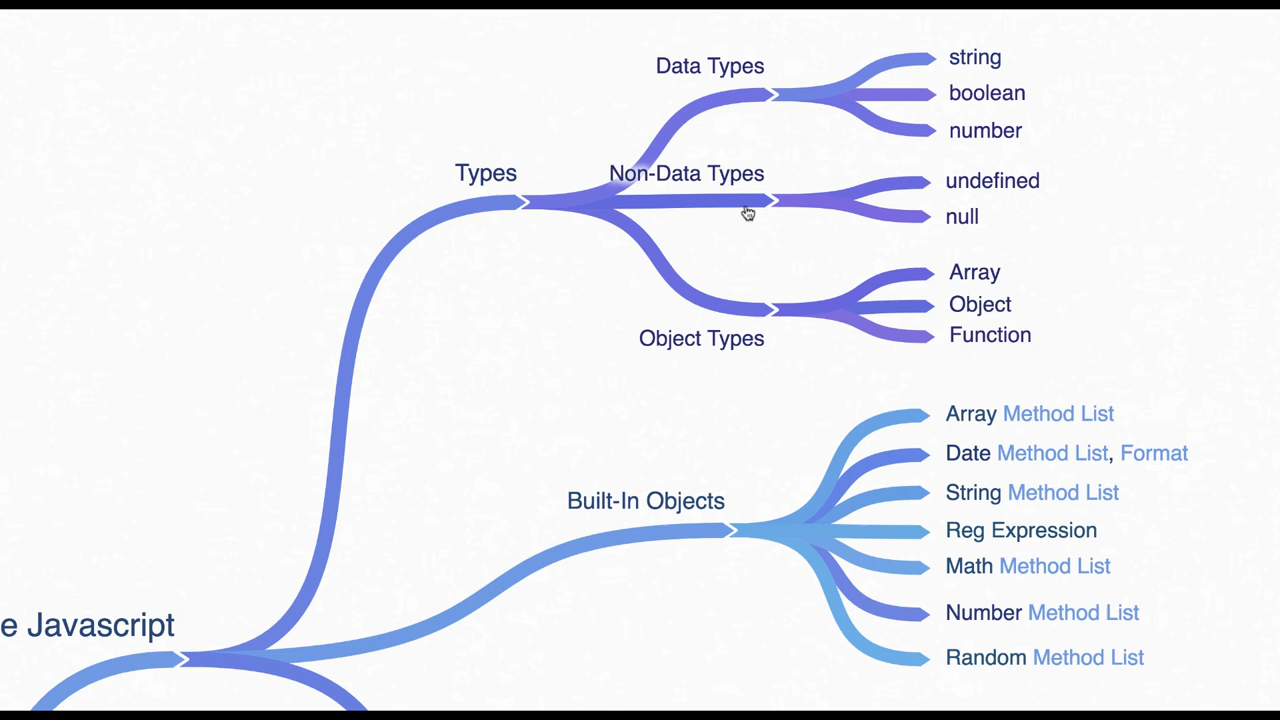 Data Types
string
boolean
number
Types
Non-Data Types
undefined
null
Object Types
Array
Object
Function
Built-In Objects
Array Method List
Date Method List, Format
String Method List
Reg Expression
Math Method List
Number Method List
Random Method List
e Javascript